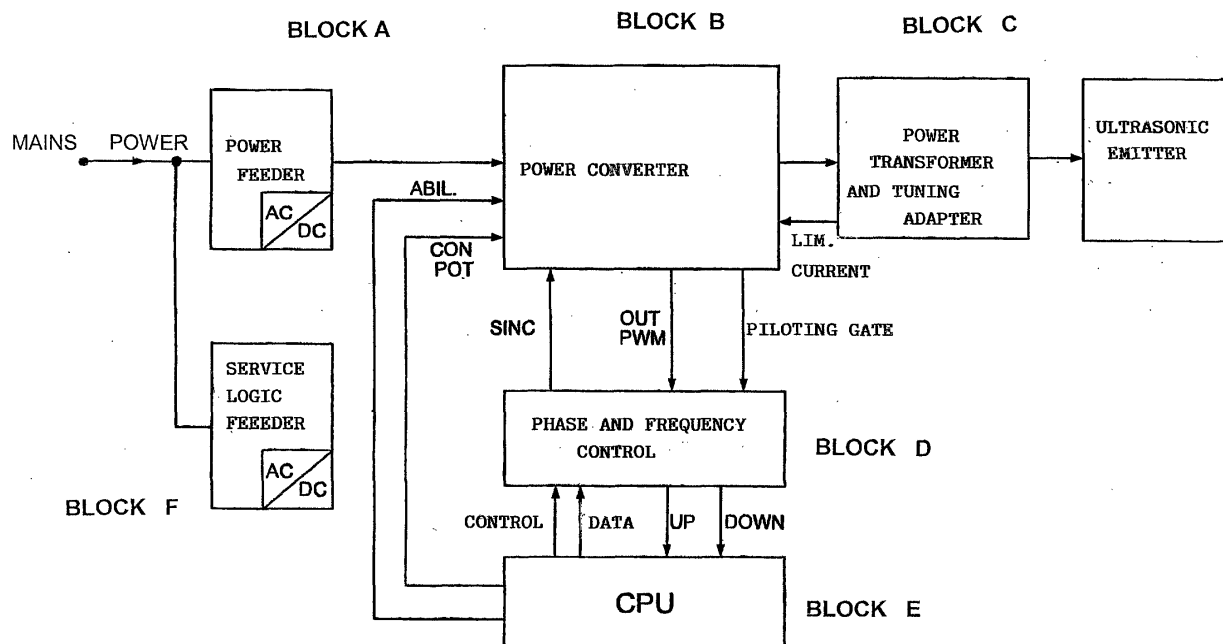 BLOCK A
BLOCK B
BLOCK C
MAINS
POWER
POWER
FEEDER
AC
DC
POWER CONVERTER
POWER
TRANSFORMER
AND TUNING
ADAPTER
ULTRASONIC
EMITTER
ABIL.
CON
POT
LIM.
CURRENT
SINC
OUT
PWM
PILOTING GATE
SERVICE
LOGIC
FEEEDER
AC
DC
BLOCK F
PHASE AND FREQUENCY
CONTROL
BLOCK D
CONTROL
DATA
UP
DOWN
CPU
BLOCK E